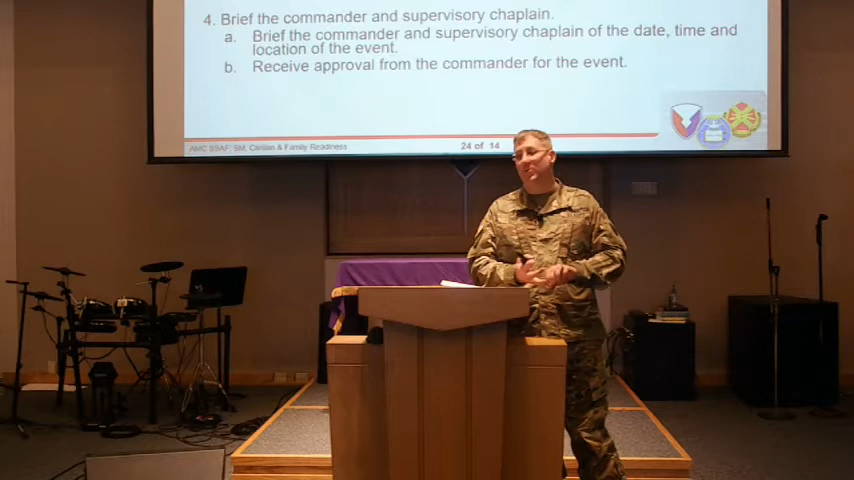 4. Brief the commander and supervisory chaplain.
a. Brief the commander and supervisory chaplain of the date, time and
location of the event.
b. Receive approval from the commander for the event.
AMC SSAF, SM, Civilian & Family Readiness
24 of 14